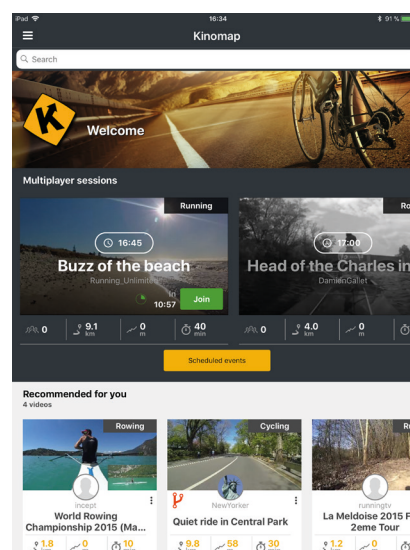 iPad
16:34
91 %
Kinomap
Search
K
Welcome
Multiplayer sessions
Running
16:45
Buzz of the beach
Running_Unlimited
In
10:57
Join
0
9.1 km
0 m
40 min
17:00
Head of the Charles in
DamienGallet
0
4.0 km
0 m
Scheduled events
Recommended for you
4 videos
Rowing
incept
World Rowing
Championship 2015 (Ma...
1.8
0
10
Cycling
NewYorker
Quiet ride in Central Park
9.8
58
30
runningtv
La Meldoise 2015 F
2eme Tour
1.2
0